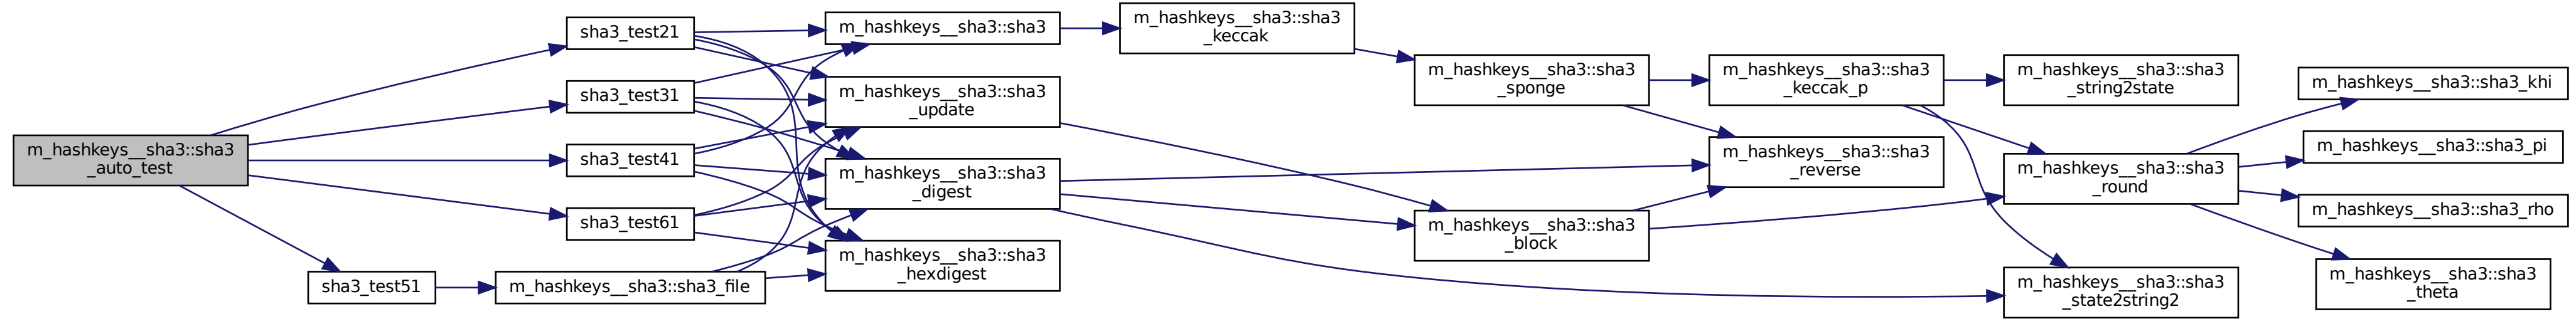 m_hashkeys__sha3::sha3
_auto_test
sha3_test21
sha3_test31
sha3_test41
sha3_test61
sha3_test51
m_hashkeys__sha3::sha3_file
m_hashkeys__sha3::sha3
m_hashkeys__sha3::sha3
_update
m_hashkeys__sha3::sha3
_digest
m_hashkeys__sha3::sha3
_hexdigest
m_hashkeys__sha3::sha3
_keccak
m_hashkeys__sha3::sha3
_sponge
m_hashkeys__sha3::sha3
_block
m_hashkeys__sha3::sha3
_keccak_p
m_hashkeys__sha3::sha3
_reverse
m_hashkeys__sha3::sha3
_string2state
m_hashkeys__sha3::sha3
_round
m_hashkeys__sha3::sha3
_state2string2
m_hashkeys__sha3::sha3_khi
m_hashkeys__sha3::sha3_pi
m_hashkeys__sha3::sha3_rho
m_hashkeys__sha3::sha3
_theta